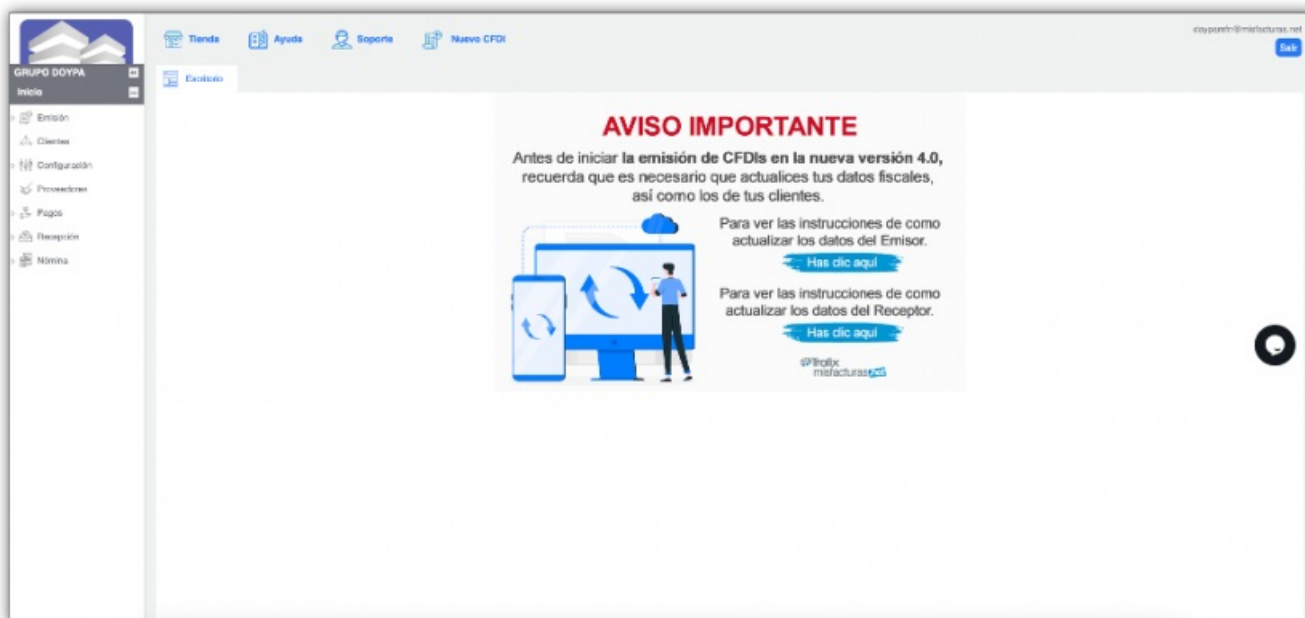 Tienda
Ayuda
Soporte
Nuevo CFDI
Salir
GRUPO DOYPA
Inicio
Escritorio
Emisión
Clientes
Configuración
Proveedores
Pagos
Recepción
Nómina
AVISO IMPORTANTE
Antes de iniciar la emisión de CFDIs en la nueva versión 4.0,
recuerda que es necesario que actualices tus datos fiscales,
así como los de tus clientes.
Para ver las instrucciones de como
actualizar los datos del Emisor.
Has clic aquí
Para ver las instrucciones de como
actualizar los datos del Receptor.
Has clic aquí
misfacturas.net